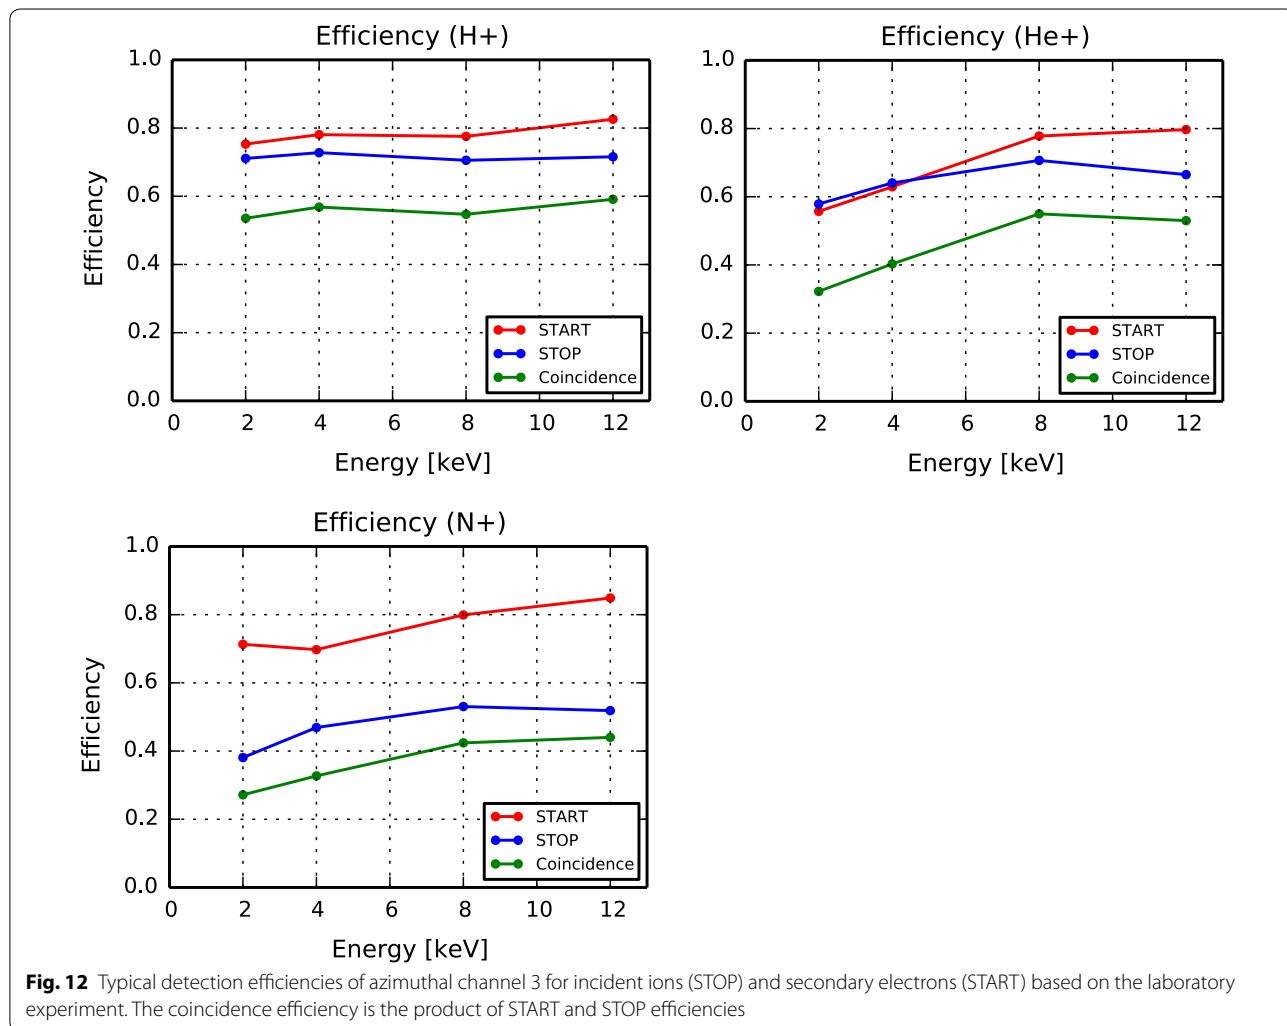 Efficiency (H+)
1.0
0.8
0.6
0.4
0.2
0.0
Efficiency
0 2 4 6 8 10 12
Energy [keV]
START
STOP
Coincidence
Efficiency (He+)
1.0
0.8
0.6
0.4
0.2
0.0
0 2 4 6 8 10 12
Energy [keV]
START
STOP
Coincidence
Efficiency (N+)
1.0
0.8
0.6
0.4
0.2
0.0
Efficiency
0 2 4 6 8 10 12
Energy [keV]
START
STOP
Coincidence
Fig. 12 Typical detection efficiencies of azimuthal channel 3 for incident ions (STOP) and secondary electrons (START) based on the laboratory
experiment. The coincidence efficiency is the product of START and STOP efficiencies